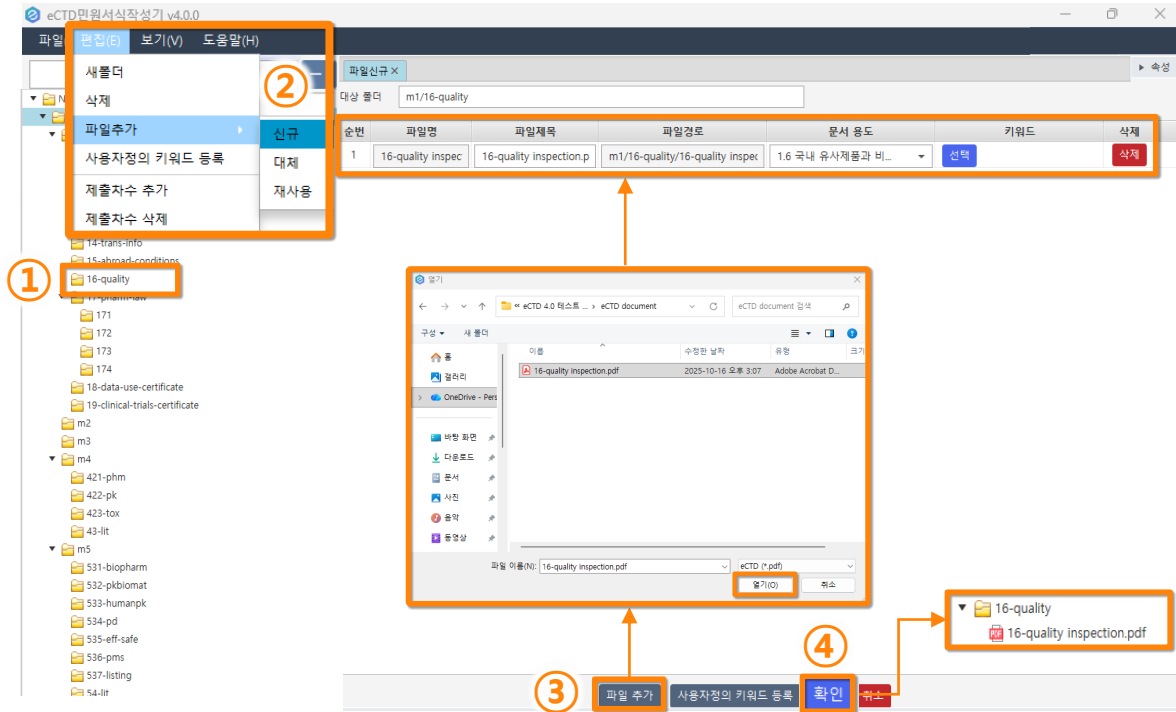 eCTD민원서식작성기 v4.0.0
파일
편집(E)
보기(V)
도움말(H)
새폴더
삭제
파일추가
사용자정의 키워드 등록
제출차수 추가
제출차수 삭제
신규
대체
재사용
②
파일신규 ×
속성
대상 폴더
m1/16-quality
순번 파일명 파일제목 파일경로 문서 용도 키워드 삭제
1 16-quality inspec 16-quality inspection.p m1/16-quality/16-quality inspec 1.6 국내 유사제품과 비... 선택 삭제
N
14-trans-info
15-abroad-conditions
①
16-quality
17-pharm-law
171
172
173
174
18-data-use-certificate
19-clinical-trials-certificate
m2
m3
m4
421-phm
422-pk
423-tox
43-lit
m5
531-biopharm
532-pkbiomat
533-humanpk
534-pd
535-eff-safe
536-pms
537-listing
54-lit
열기
« eCTD 4.0 테스트 ... › eCTD document
eCTD document 검색
구성 새 폴더
이름 수정한 날짜 유형 크기
16-quality inspection.pdf 2025-10-16 오후 3:07 Adobe Acrobat D...
홈
갤러리
OneDrive - Pers
바탕 화면
다운로드
문서
사진
음악
동영상
파일 이름(N): 16-quality inspection.pdf eCTD (*.pdf)
열기(O) 취소
16-quality
PDF 16-quality inspection.pdf
④
③
파일 추가 사용자정의 키워드 등록 확인 취소